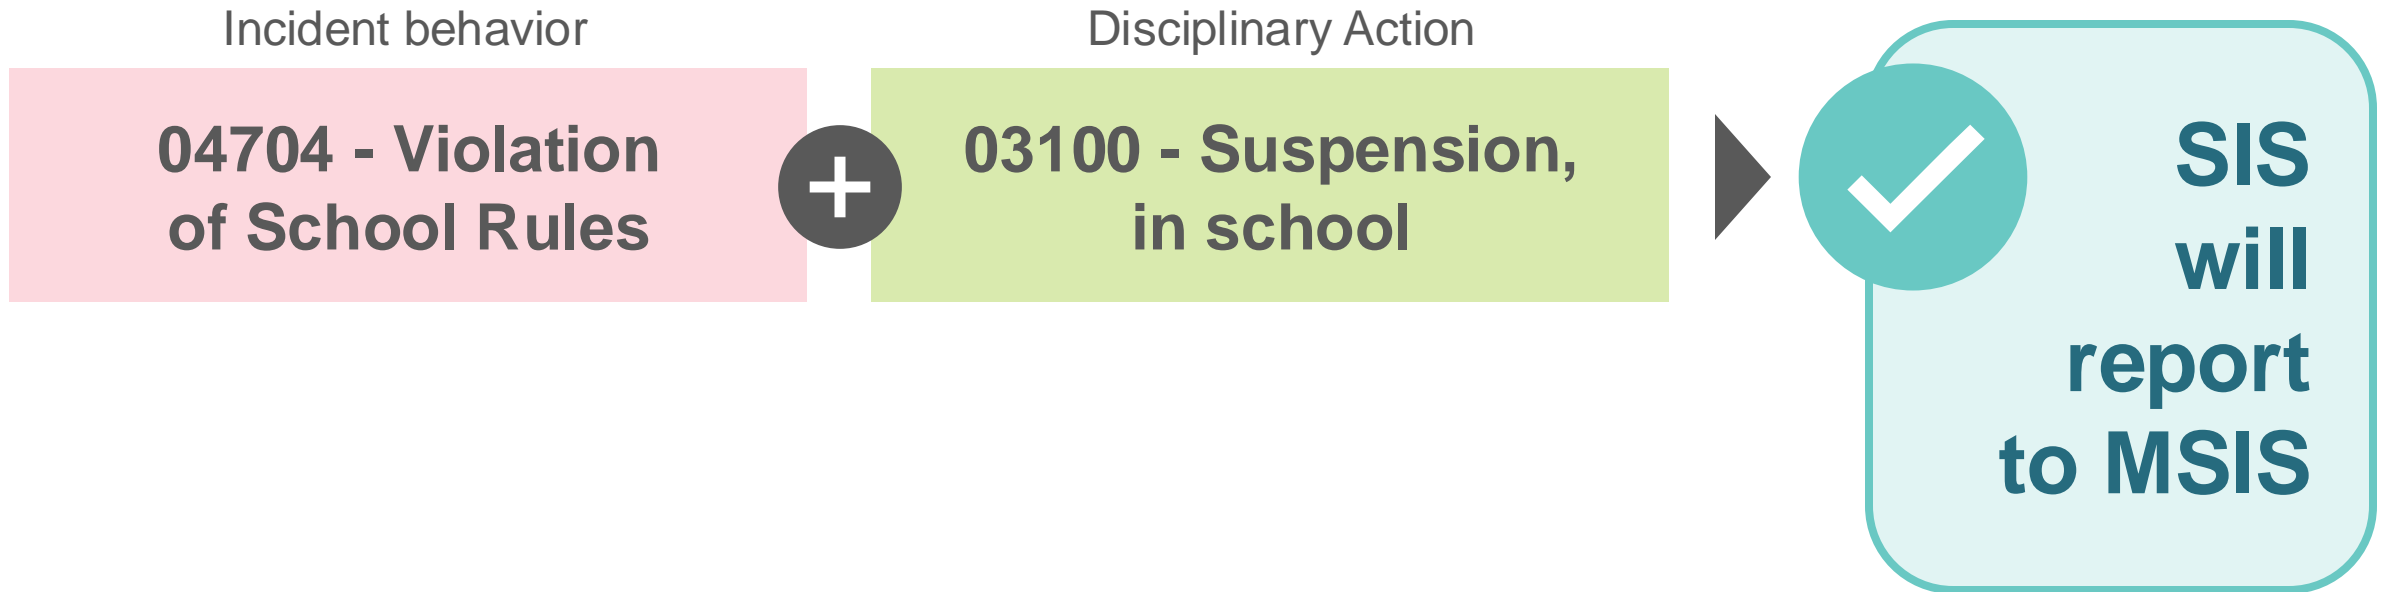 Incident behavior
04704 - Violation
of School Rules
Disciplinary Action
03100 - Suspension,
in school
SIS
will
report
to MSIS